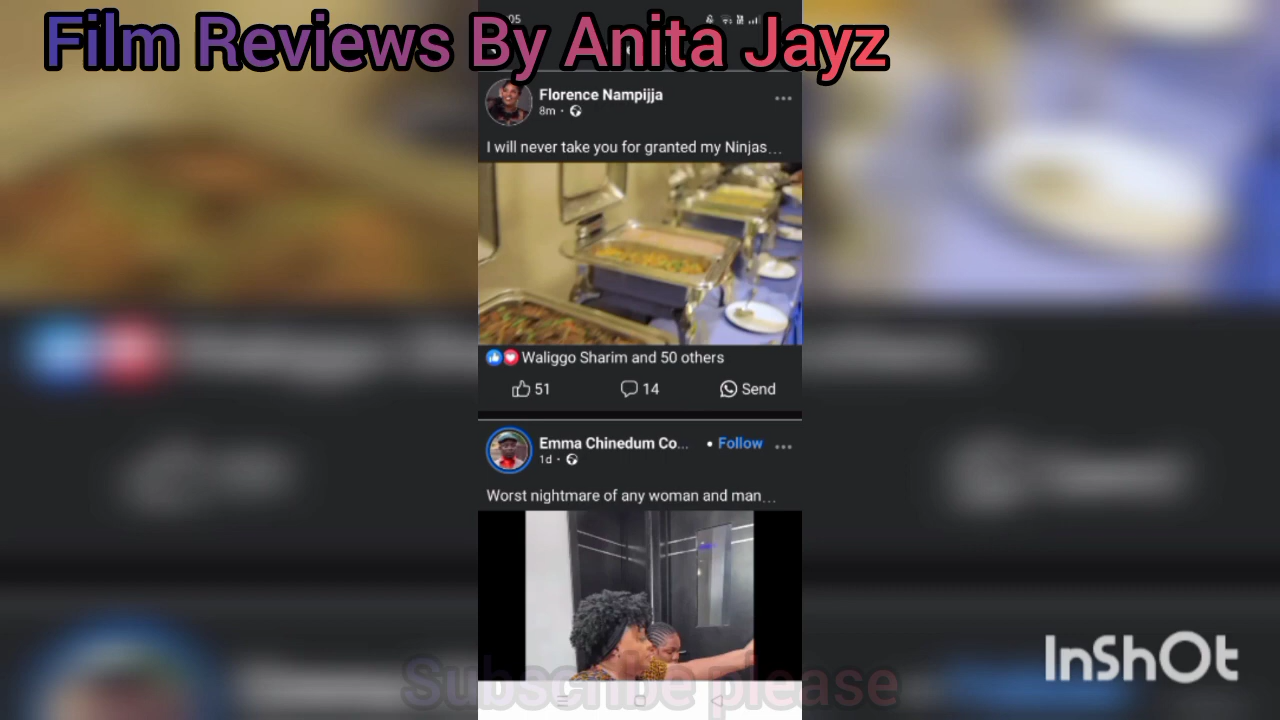 Film Reviews By Anita Jayz
Florence Nampijja
8m
I will never take you for granted my Ninjas...
Waliggo Sharim and 50 others
51
14
Send
Emma Chinedum Co...
• Follow
1d
Worst nightmare of any woman and man...
Subscribe please
InShOt